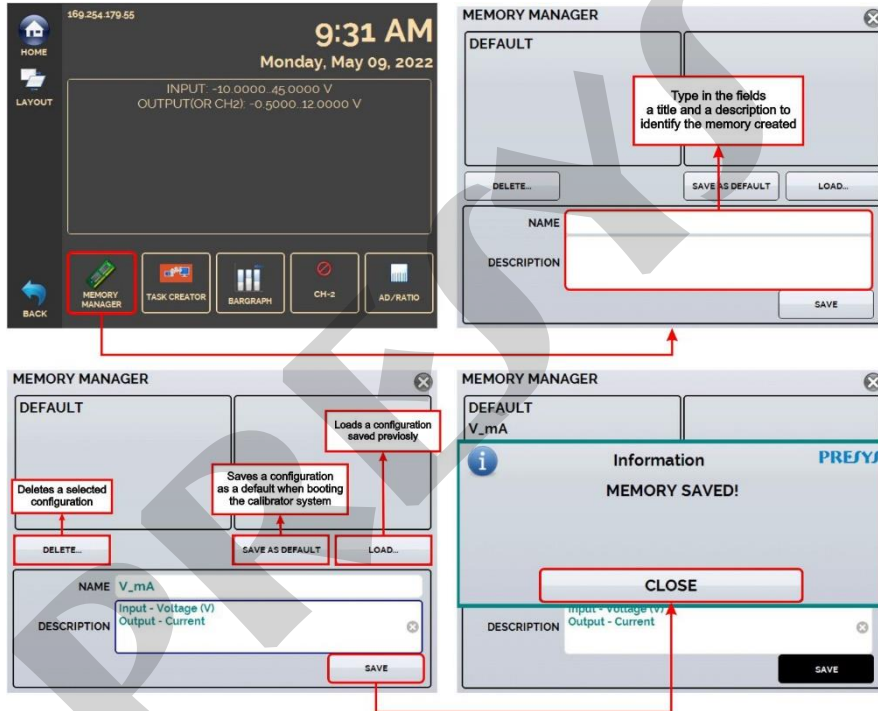 169.254.179.55
9:31 AM
Monday, May 09, 2022
HOME
LAYOUT
INPUT: -10.0000..45.0000 V
OUTPUT(OR CH2): -0.5000..12.0000 V
BACK
MEMORY
MANAGER
TASK CREATOR
BARGRAPH
CH-2
AD/RATIO
MEMORY MANAGER
DEFAULT
Type in the fields
a title and a description to
identify the memory created
DELETE...
SAVE AS DEFAULT
LOAD...
NAME
DESCRIPTION
SAVE
MEMORY MANAGER
DEFAULT
Loads a configuration
saved previosly
Saves a configuration
as a default when booting
the calibrator system
Deletes a selected
configuration
DELETE...
SAVE AS DEFAULT
LOAD...
NAME V_mA
DESCRIPTION Input - Voltage (V)
Output - Current
SAVE
MEMORY MANAGER
DEFAULT
V_mA
Information
PRESYS
MEMORY SAVED!
CLOSE
Input - Voltage (V)
DESCRIPTION Output - Current
SAVE
PRESYS